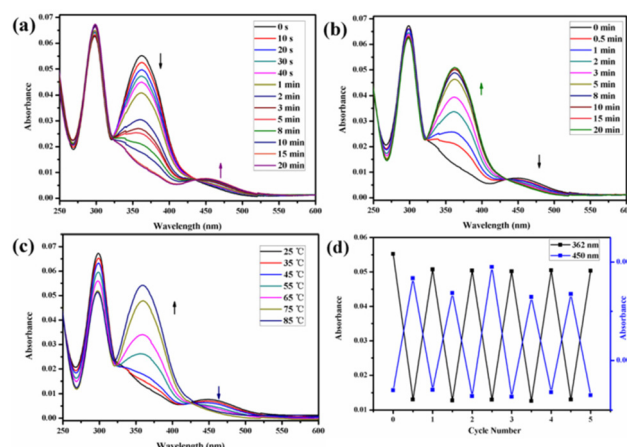 (a)
0 s
10 s
20 s
30 s
40 s
1 min
2 min
3 min
5 min
8 min
10 min
15 min
20 min
Absorbance
0.07
0.06
0.05
0.04
0.03
0.02
0.01
0.00
250 300 350 400 450 500 550 600
Wavelength (nm)
(b)
0 min
0.5 min
1 min
2 min
3 min
5 min
8 min
10 min
15 min
20 min
Absorbance
0.07
0.06
0.05
0.04
0.03
0.02
0.01
0.00
300 400 500 600
Wavelength (nm)
(c)
25 °C
35 °C
45 °C
55 °C
65 °C
75 °C
85 °C
Absorbance
0.07
0.06
0.05
0.04
0.03
0.02
0.01
0.00
250 300 350 400 450 500 550 600
Wavelength (nm)
(d)
362 nm
450 nm
Absorbance
0.06
0.05
0.04
0.03
0.02
0.01
0 1 2 3 4 5
Cycle Number
0.00
0.00
Absorbance